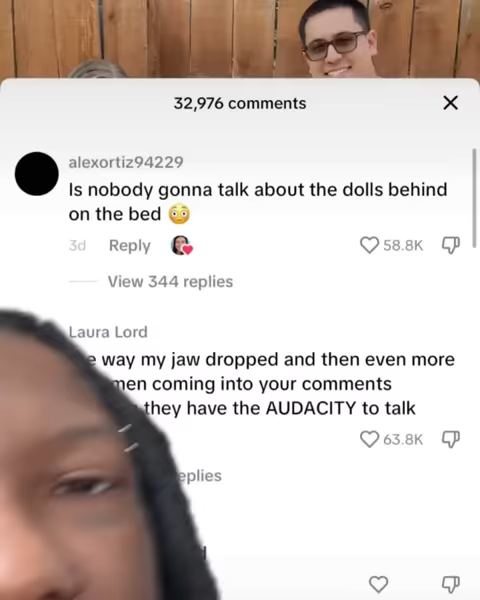 32,976 comments
alexortiz94229
Is nobody gonna talk about the dolls behind
on the bed 😳
3d Reply 58.8K
View 344 replies
Laura Lord
way my jaw dropped and then even more
men coming into your comments
they have the AUDACITY to talk
63.8K